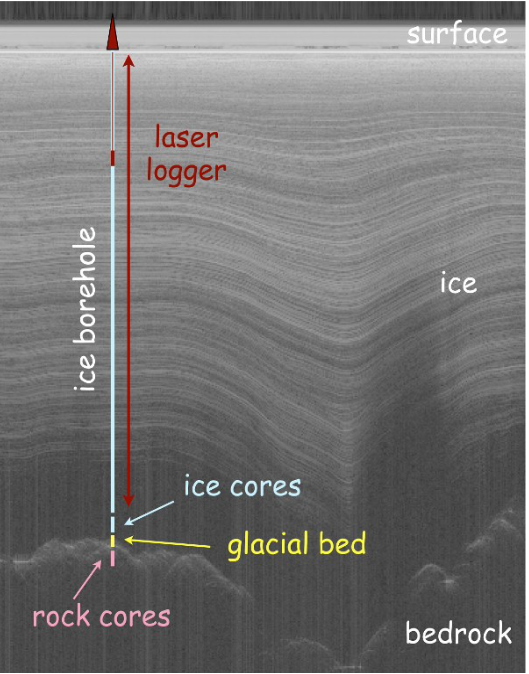 surface
laser
logger
ice borehole
ice
ice cores
glacial bed
rock cores
bedrock